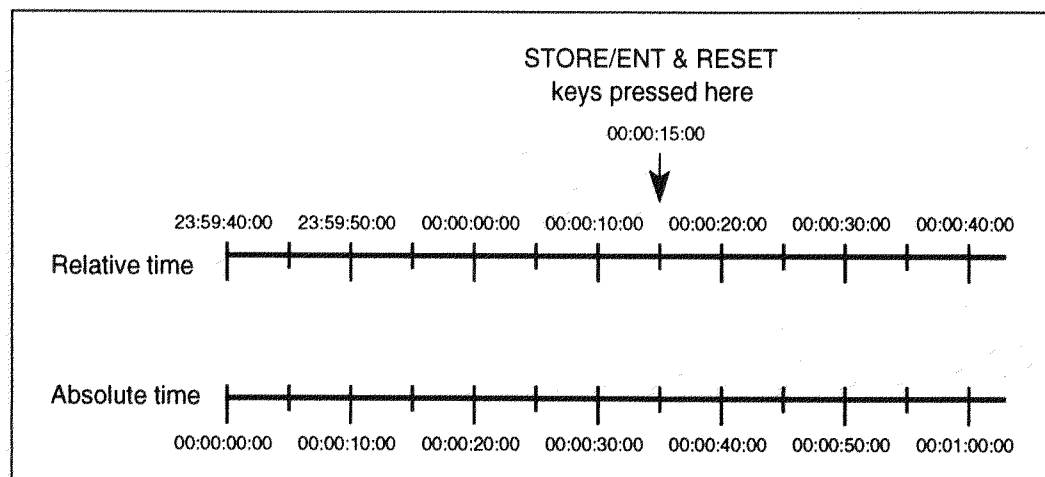 STORE/ENT & RESET
keys pressed here
00:00:15:00
23:59:40:00 23:59:50:00 00:00:00:00 00:00:10:00 00:00:20:00 00:00:30:00 00:00:40:00
Relative time
Absolute time
00:00:00:00 00:00:10:00 00:00:20:00 00:00:30:00 00:00:40:00 00:00:50:00 00:01:00:00